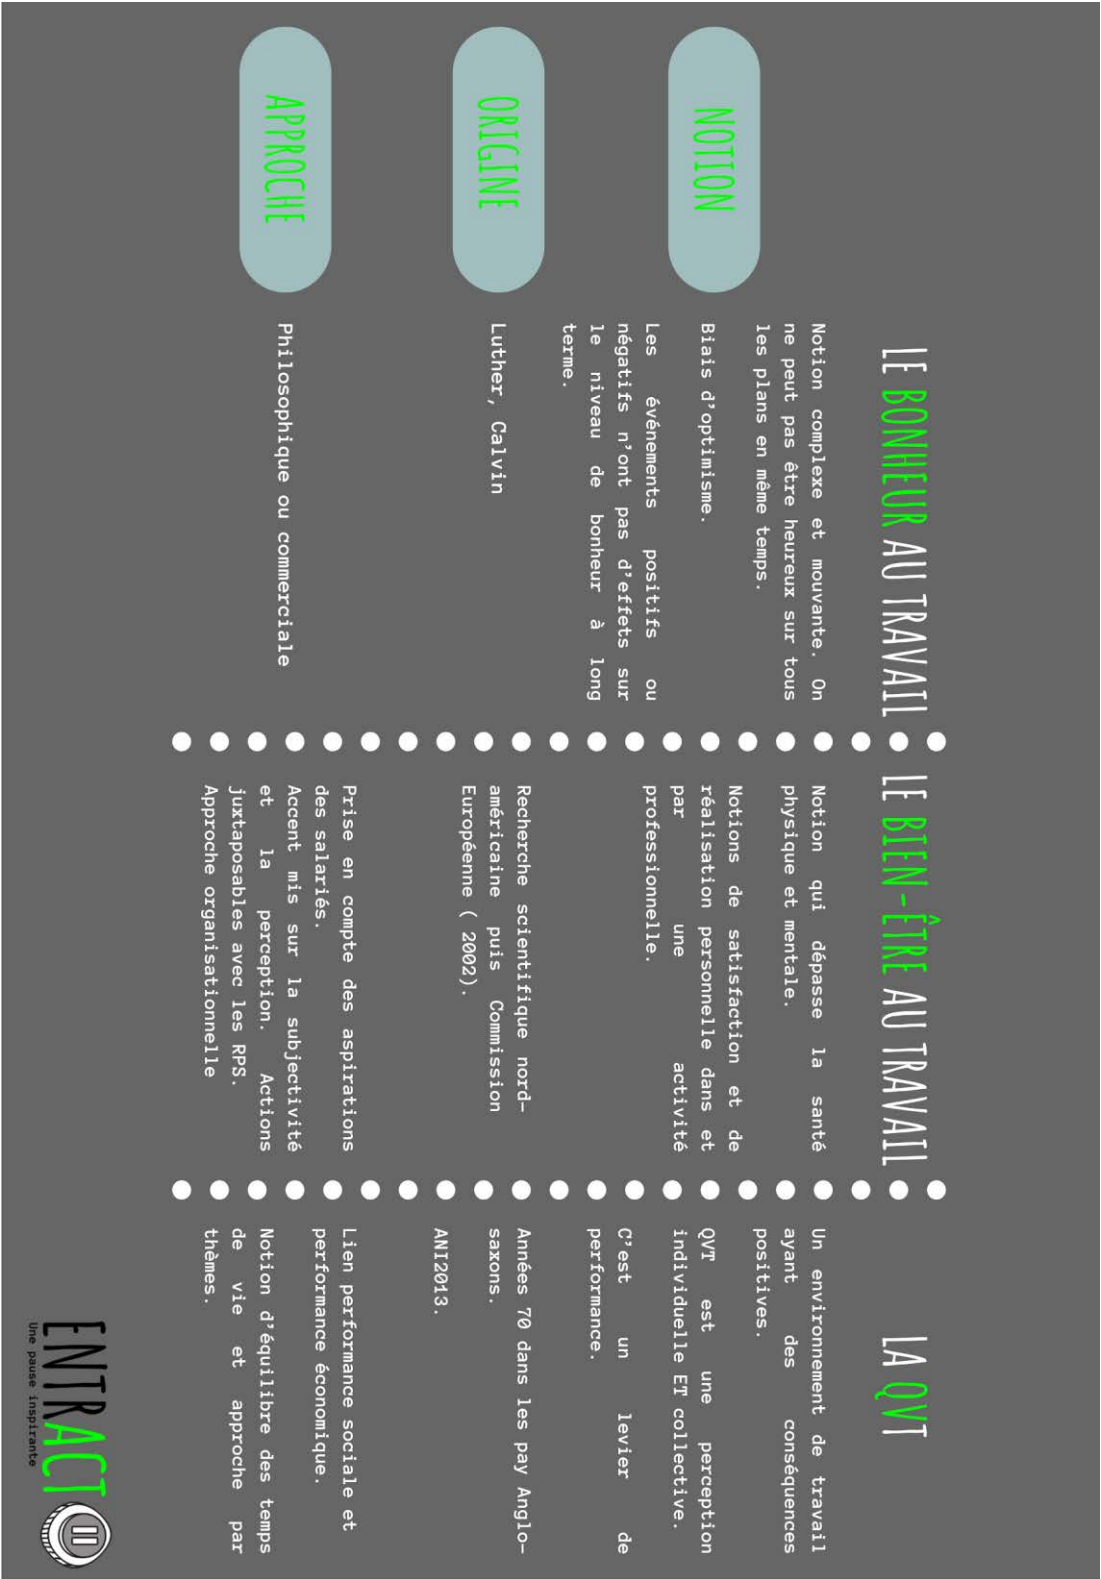 LE BONHEUR AU TRAVAIL
LE BIEN-ÊTRE AU TRAVAIL
LA QVT
NOTION
Notion complexe et mouvante. On
ne peut pas être heureux sur tous
les plans en même temps.
Biais d'optimisme.
Les événements positifs ou
négatifs n'ont pas d'effets sur
le niveau de bonheur à long
terme.
Notion qui dépasse la santé
physique et mentale.
Notions de satisfaction et de
réalisation personnelle dans et
par une activité
professionnelle.
Un environnement de travail
ayant des conséquences
positives.
QVT est une perception
individuelle ET collective.
C'est un levier de
performance.
ORIGINE
Luther, Calvin
Recherche scientifique nord-
américaine puis Commission
Européenne ( 2002).
Années 70 dans les pay Anglo-
saxons.
ANI2013.
APPROCHE
Philosophique ou commerciale
Prise en compte des aspirations
des salariés.
Accent mis sur la subjectivité
et la perception. Actions
juxtaposables avec les RPS.
Approche organisationnelle
Lien performance sociale et
performance économique.
Notion d'équilibre des temps
de vie et approche par
thèmes.
ENTRACT
Une pause inspirante